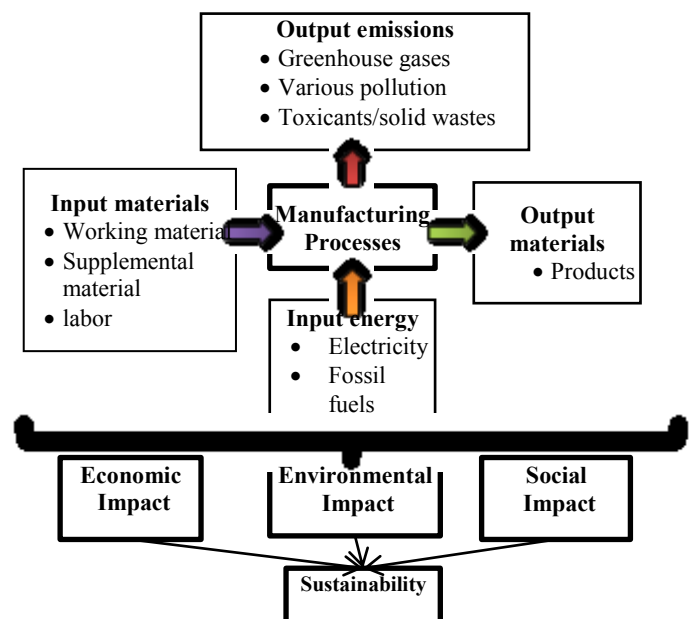 Output emissions
• Greenhouse gases
• Various pollution
• Toxicants/solid wastes
Input materials
• Working material
• Supplemental
material
• labor
Manufacturing
Processes
Output
materials
• Products
Input energy
• Electricity
• Fossil
fuels
Economic
Impact
Environmental
Impact
Social
Impact
Sustainability